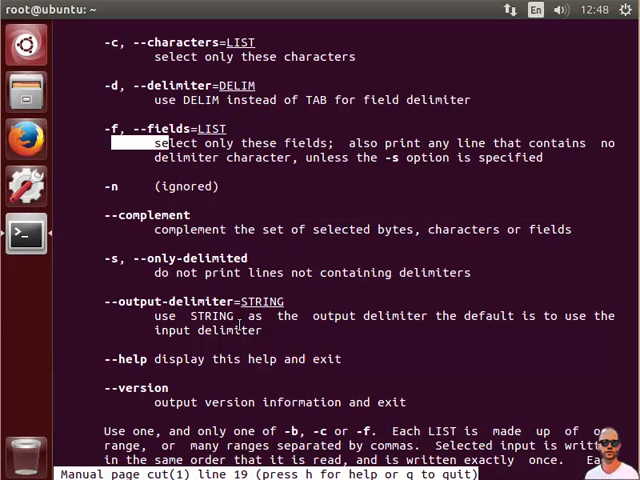 root@ubuntu: ~
En
12:48
-c, --characters=LIST
select only these characters
-d, --delimiter=DELIM
use DELIM instead of TAB for field delimiter
-f, --fields=LIST
select only these fields;  also print any line that contains  no
delimiter character, unless the -s option is specified
-n     (ignored)
--complement
complement the set of selected bytes, characters or fields
-s, --only-delimited
do not print lines not containing delimiters
--output-delimiter=STRING
use  STRING  as  the  output delimiter the default is to use the
input delimiter
--help display this help and exit
--version
output version information and exit
Use one, and only one of -b, -c or -f.  Each LIST is  made  up  of
range,  or  many ranges separated by commas.  Selected input is
in the same order that it is read, and is written exactly  once.
Manual page cut(1) line 19 (press h for help or q to quit)